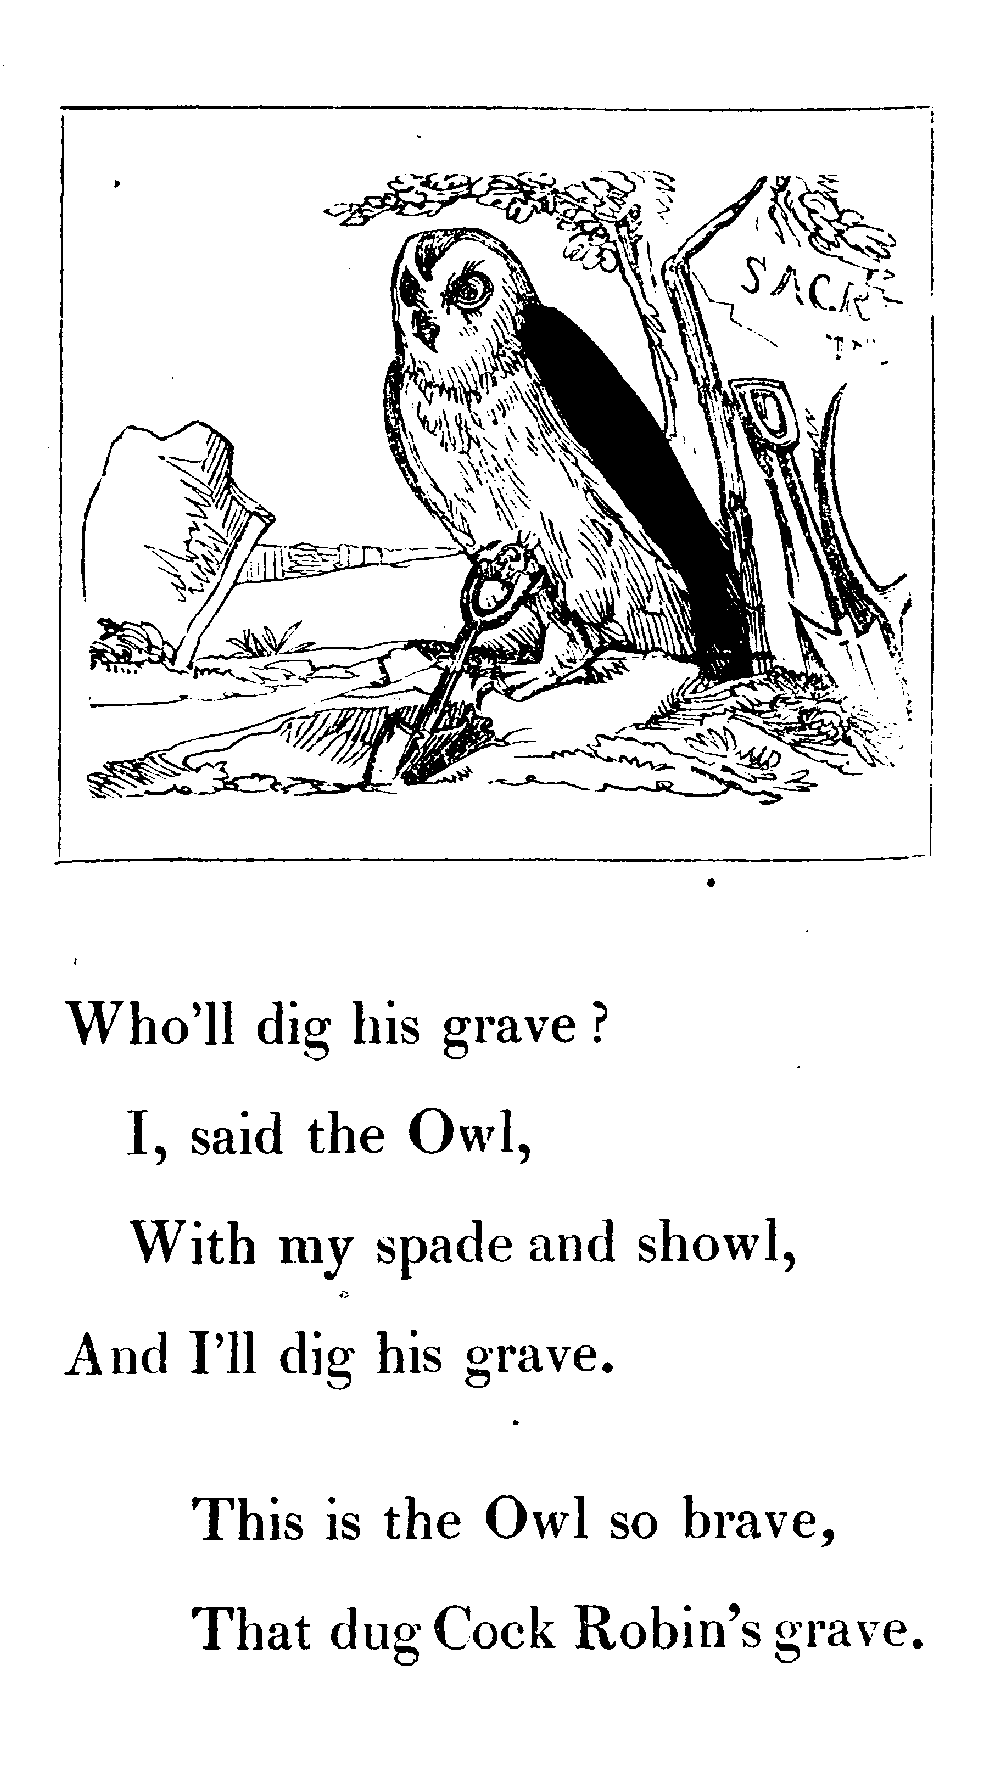 SACK
Who'll dig his grave?
I, said the Owl,
With my spade and showl,
And I'll dig his grave.
This is the Owl so brave,
That dug Cock Robin's grave.